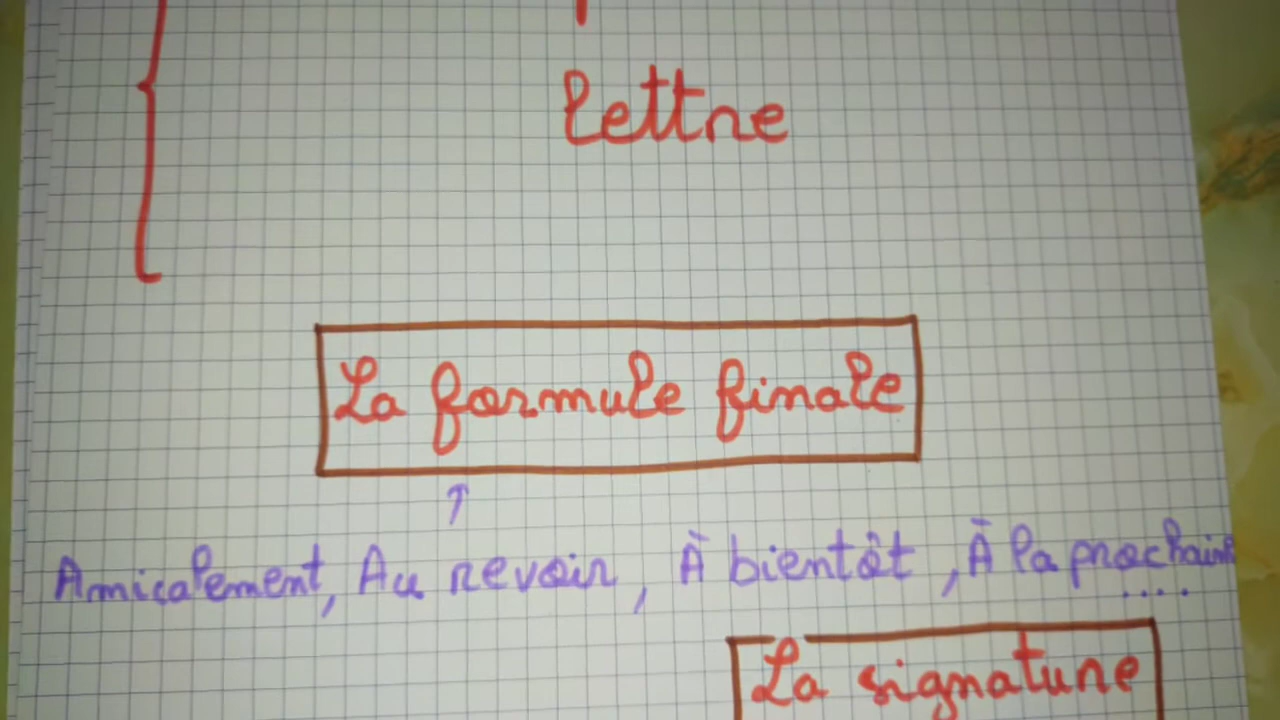 lettre
La formule finale
Amicalement, Au revoir, À bientôt, À la prochaine
....
La signature